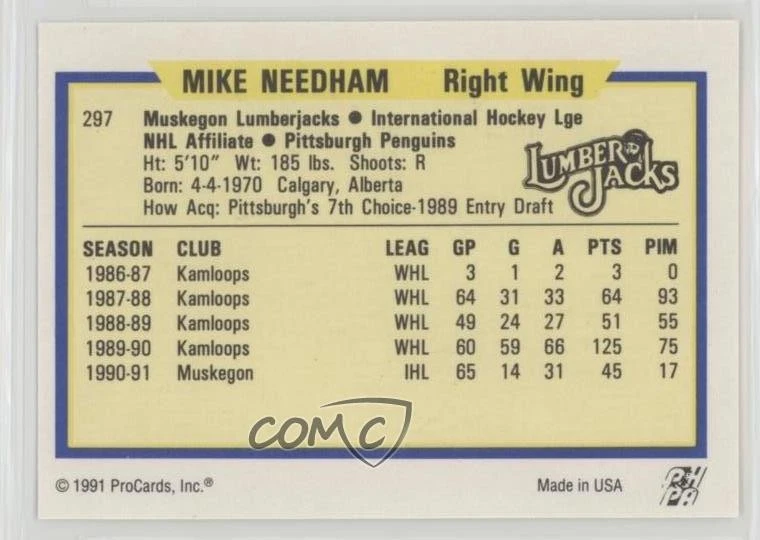 MIKE NEEDHAM Right Wing
297 Muskegon Lumberjacks ● International Hockey Lge
NHL Affiliate ● Pittsburgh Penguins
Ht: 5'10" Wt: 185 lbs. Shoots: R
Born: 4-4-1970 Calgary, Alberta
How Acq: Pittsburgh's 7th Choice-1989 Entry Draft
LUMBER
JACKS
SEASON CLUB LEAG GP G A PTS PIM
1986-87 Kamloops WHL 3 1 2 3 0
1987-88 Kamloops WHL 64 31 33 64 93
1988-89 Kamloops WHL 49 24 27 51 55
1989-90 Kamloops WHL 60 59 66 125 75
1990-91 Muskegon IHL 65 14 31 45 17
COMC
© 1991 ProCards, Inc.® Made in USA
PH
PA